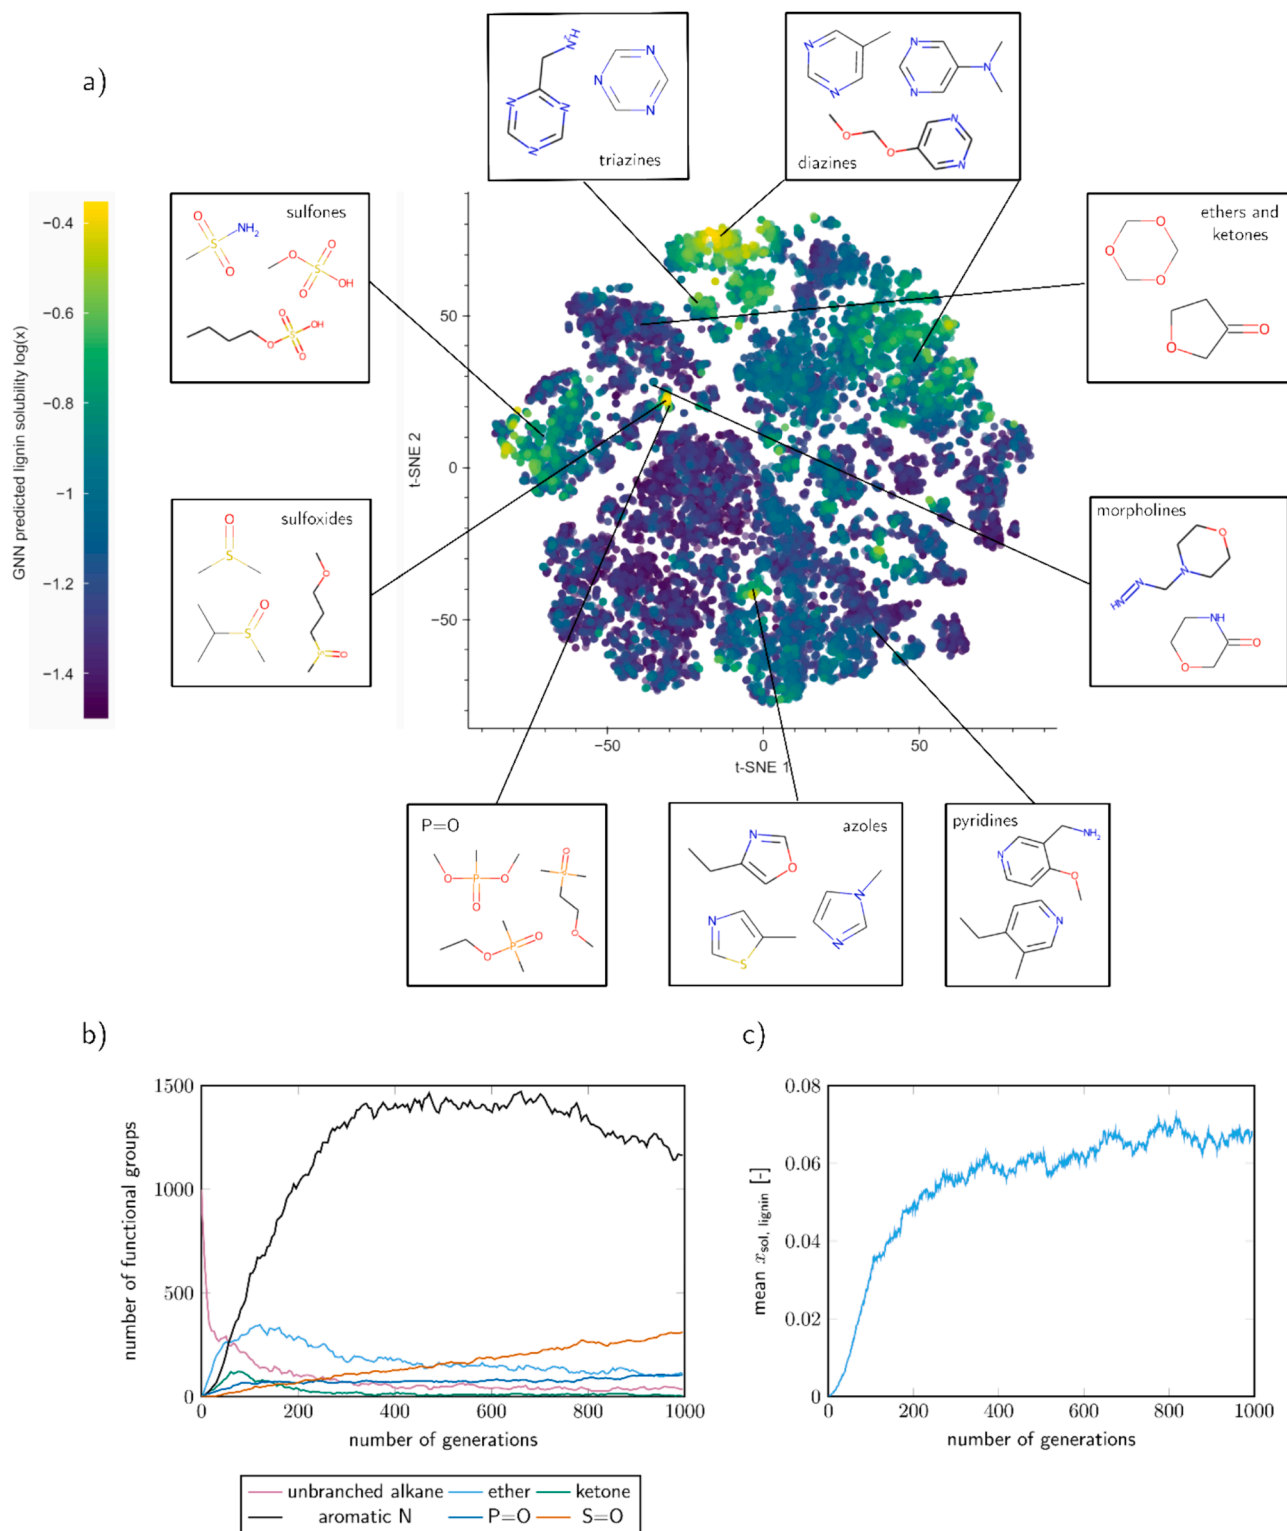 a)
triazines
diazines
sulfones
ethers and
ketones
sulfoxides
morpholines
P=O
azoles
pyridines
N
N
N
N
H
N
N
N
N
N
N
N
N
O
O
N
N
O
S
NH₂
O
O
O
S
OH
O
O
O
S
OH
O
O
O
O
O
O
O
O
S
O
S
O
O
N
HN
N
O
NH
O
O
O
P
O
O
O
P
O
O
P
O
N
O
N
S
N
N
N
NH₂
O
N
GNN predicted lignin solubility log(x)
−0.4
−0.6
−0.8
−1
−1.2
−1.4
t-SNE 2
50
0
−50
−50
0
50
t-SNE 1
b)
number of functional groups
1500
1000
500
0
0
200
400
600
800
1000
number of generations
unbranched alkane
ether
ketone
aromatic N
P=O
S=O
c)
mean x sol, lignin [-]
0.08
0.06
0.04
0.02
0
0
200
400
600
800
1000
number of generations